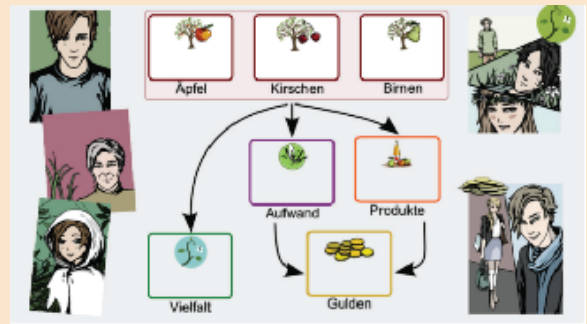 Äpfel
Kirschen
Birnen
Aufwand
Produkte
Vielfalt
Gulden